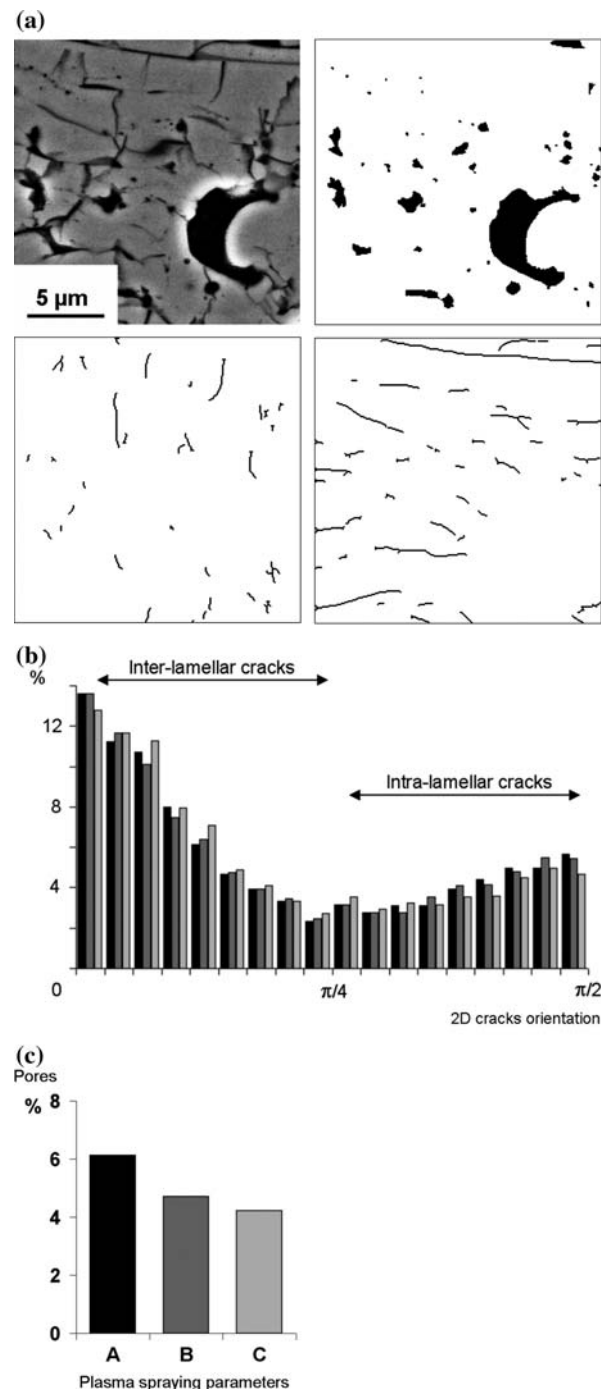 (a)
5 µm
(b)
%
Inter-lamellar cracks
12
Intra-lamellar cracks
8
4
0
π/4
π/2
2D cracks orientation
(c)
Pores
%
8
6
4
2
0
A B C
Plasma spraying parameters